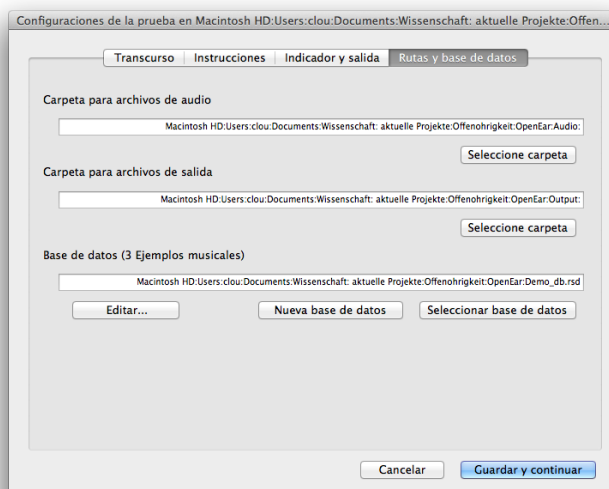 Configuraciones de la prueba en Macintosh HD:Users:clou:Documents:Wissenschaft: aktuelle Projekte:Offen...
Transcurso Instrucciones Indicador y salida Rutas y base de datos
Carpeta para archivos de audio
Macintosh HD:Users:clou:Documents:Wissenschaft: aktuelle Projekte:Offenohrigkeit:OpenEar:Audio:
Seleccione carpeta
Carpeta para archivos de salida
Macintosh HD:Users:clou:Documents:Wissenschaft: aktuelle Projekte:Offenohrigkeit:OpenEar:Output:
Seleccione carpeta
Base de datos (3 Ejemplos musicales)
Macintosh HD:Users:clou:Documents:Wissenschaft: aktuelle Projekte:Offenohrigkeit:OpenEar:Demo_db.rsd
Editar... Nueva base de datos Seleccionar base de datos
Cancelar Guardar y continuar